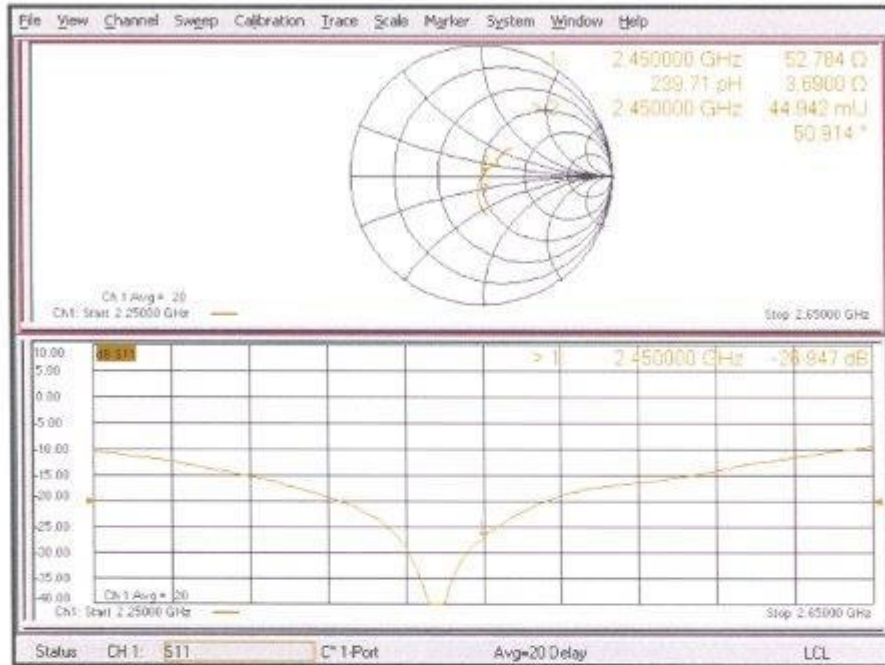 File View Channel Sweep Calibration Trace Scale Marker System Window Help
1: 2.450000 GHz 52.784 Ω
239.71 pH 3.6900 Ω
> 2: 2.450000 GHz 44.942 mU
50.914 °
Ch 1 Avg = 20
Ch1: Start 2.25000 GHz Stop 2.65000 GHz
10.00 dB S11 > 1: 2.450000 GHz -26.947 dB
5.00
0.00
-5.00
-10.00
-15.00
-20.00
-25.00
-30.00
-35.00
-40.00 Ch 1 Avg = 20
Ch1: Start 2.25000 GHz Stop 2.65000 GHz
Status CH 1: S11 C* 1-Port Avg=20 Delay LCL